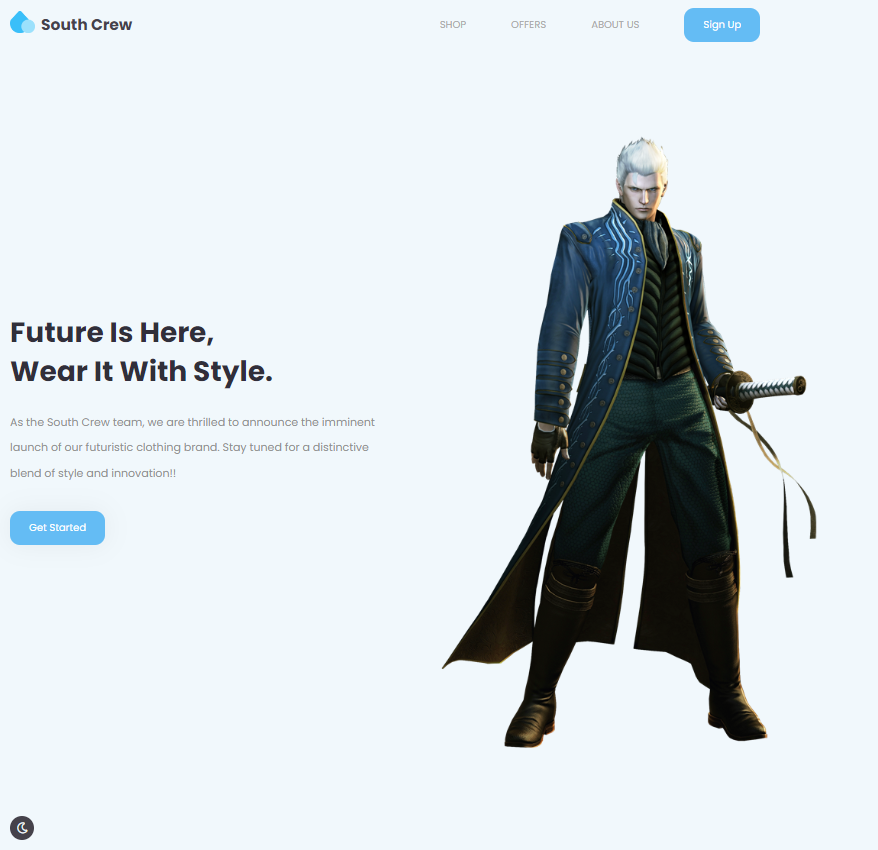 South Crew
SHOP
OFFERS
ABOUT US
Sign Up
Future Is Here,
Wear It With Style.
As the South Crew team, we are thrilled to announce the imminent
launch of our futuristic clothing brand. Stay tuned for a distinctive
blend of style and innovation!!
Get Started